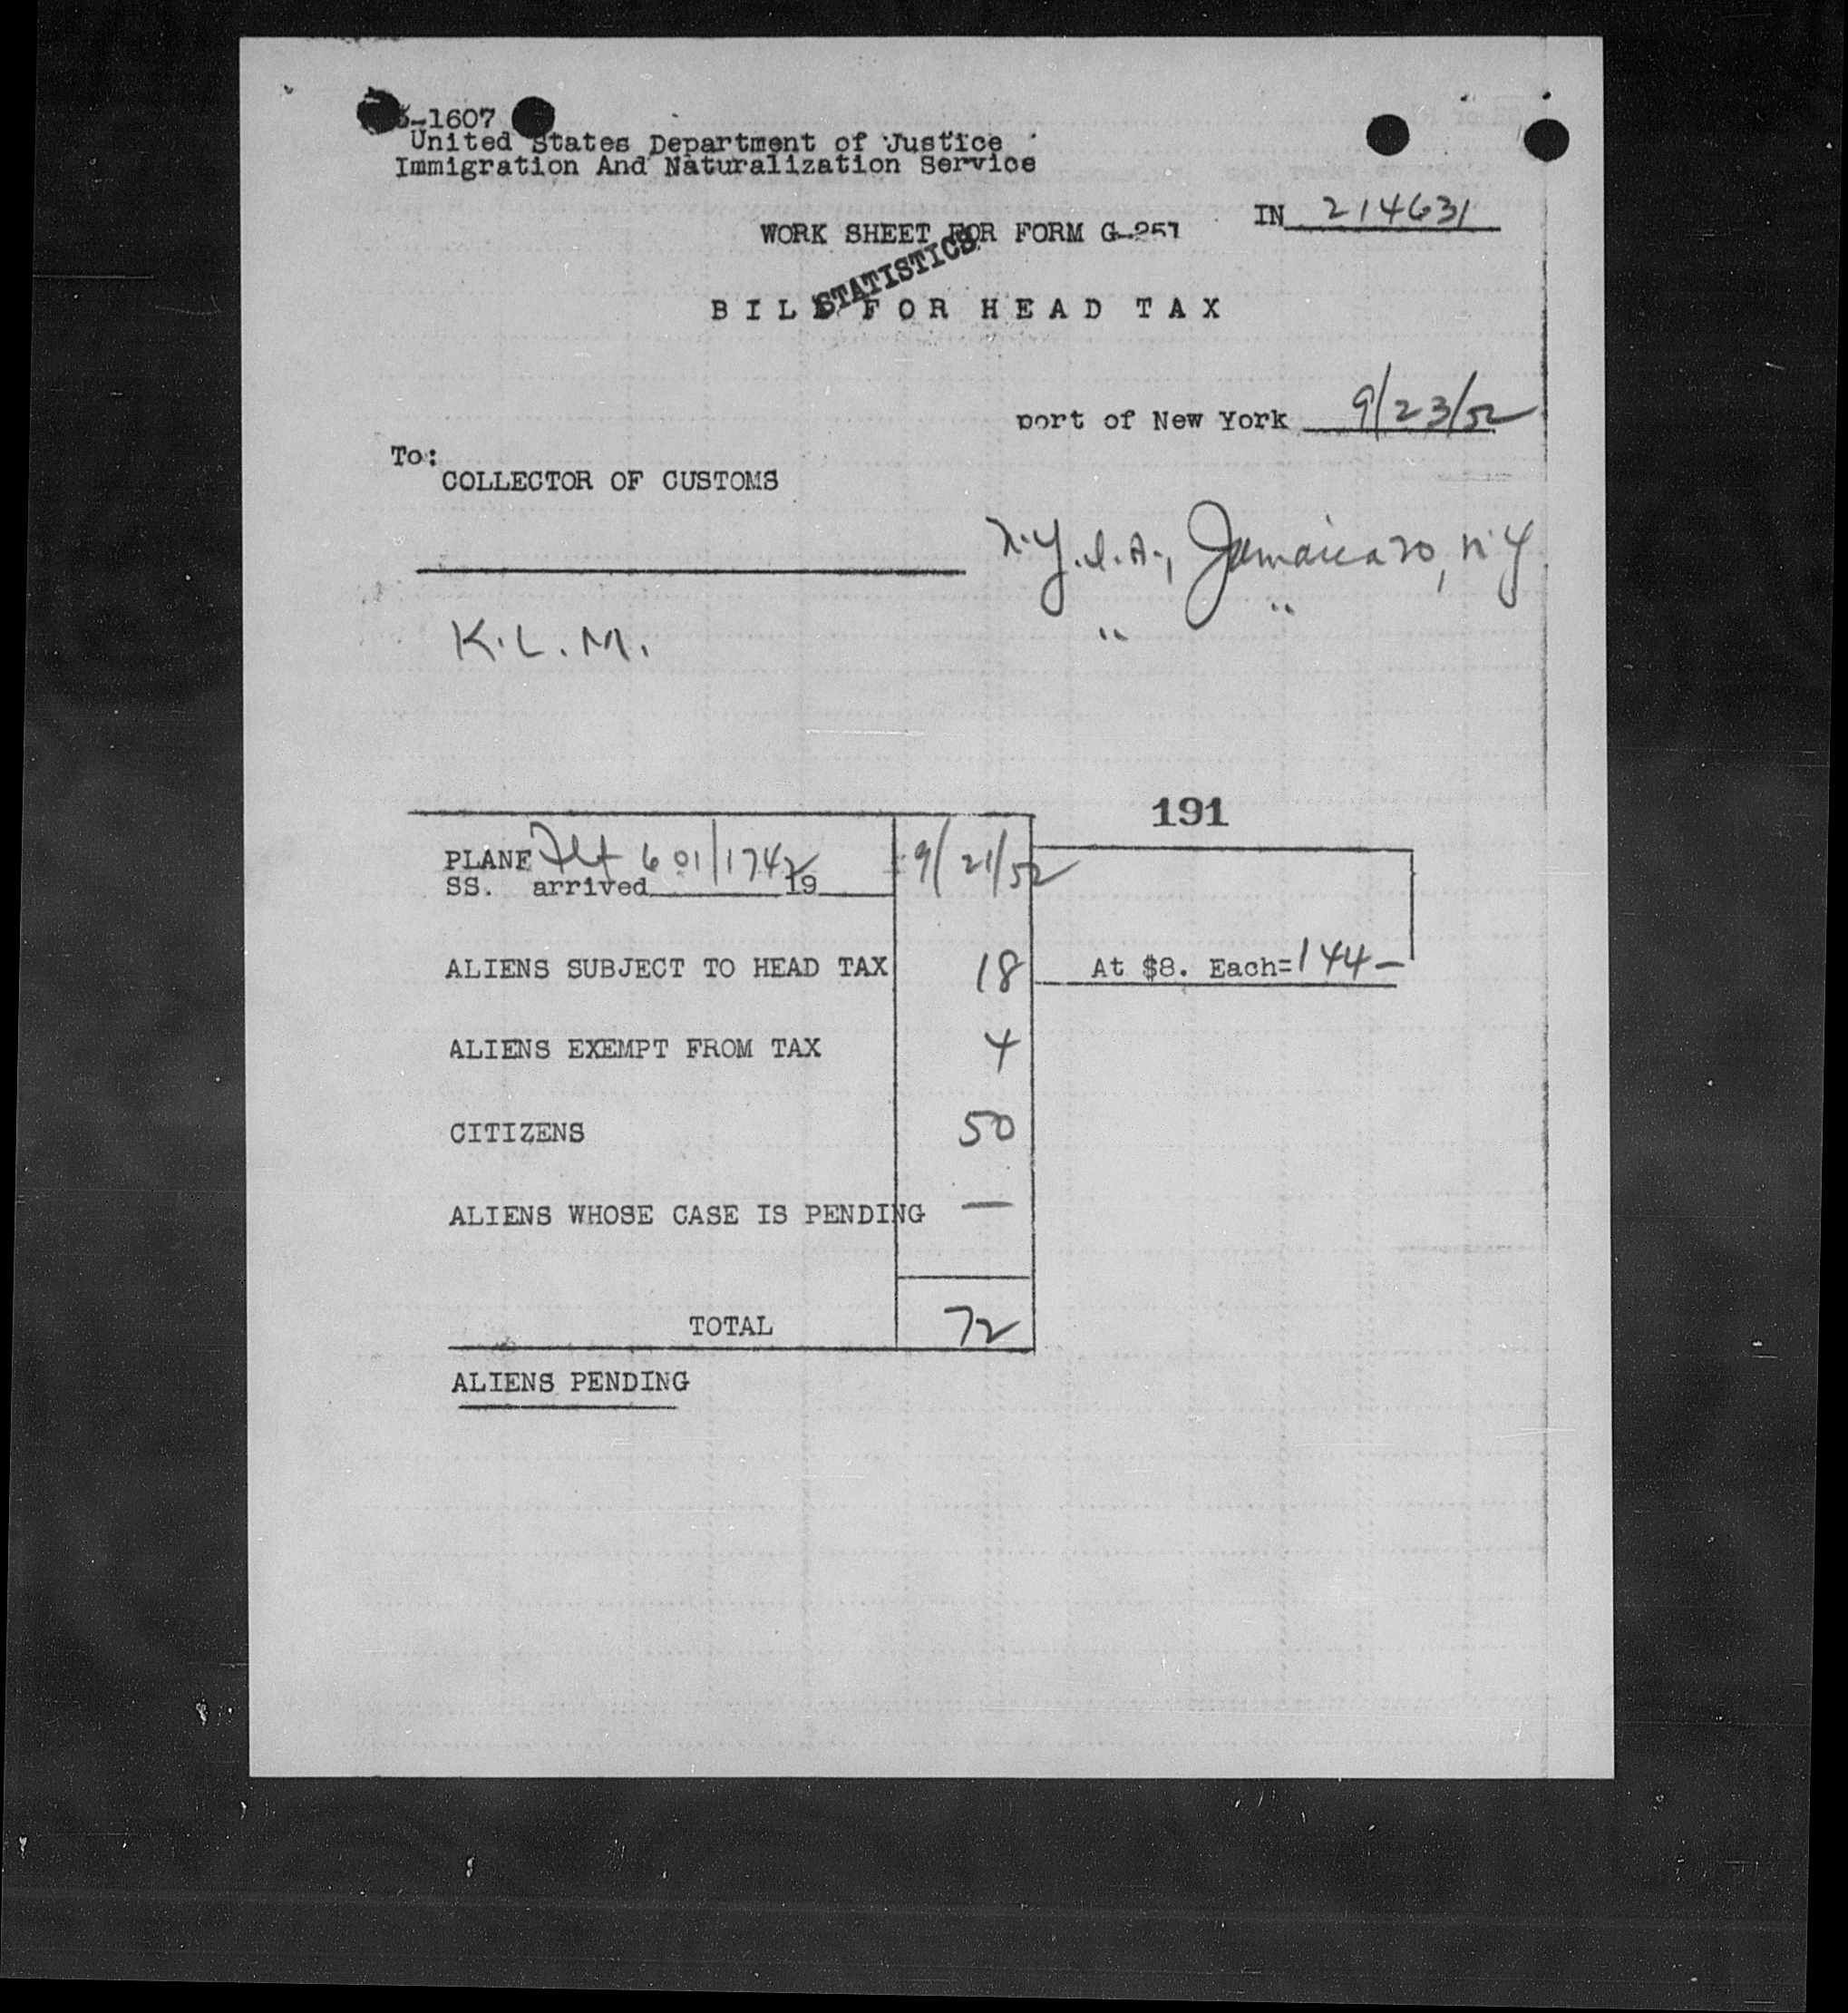 -1607
United States Department of Justice
Immigration And Naturalization Service
IN 214631
WORK SHEET FOR FORM G-257
STATISTICS
BILL FOR HEAD TAX
port of New York 9/23/52
To:
COLLECTOR OF CUSTOMS
N.Y.I.A., Jamaica 20, N.Y.
" "
K.L.M.
191
PLANE Flt 601/1742 9/21/52
SS. arrived 19
ALIENS SUBJECT TO HEAD TAX 18 At $8. Each=144-
ALIENS EXEMPT FROM TAX 4
CITIZENS 50
ALIENS WHOSE CASE IS PENDING —
TOTAL 72
ALIENS PENDING